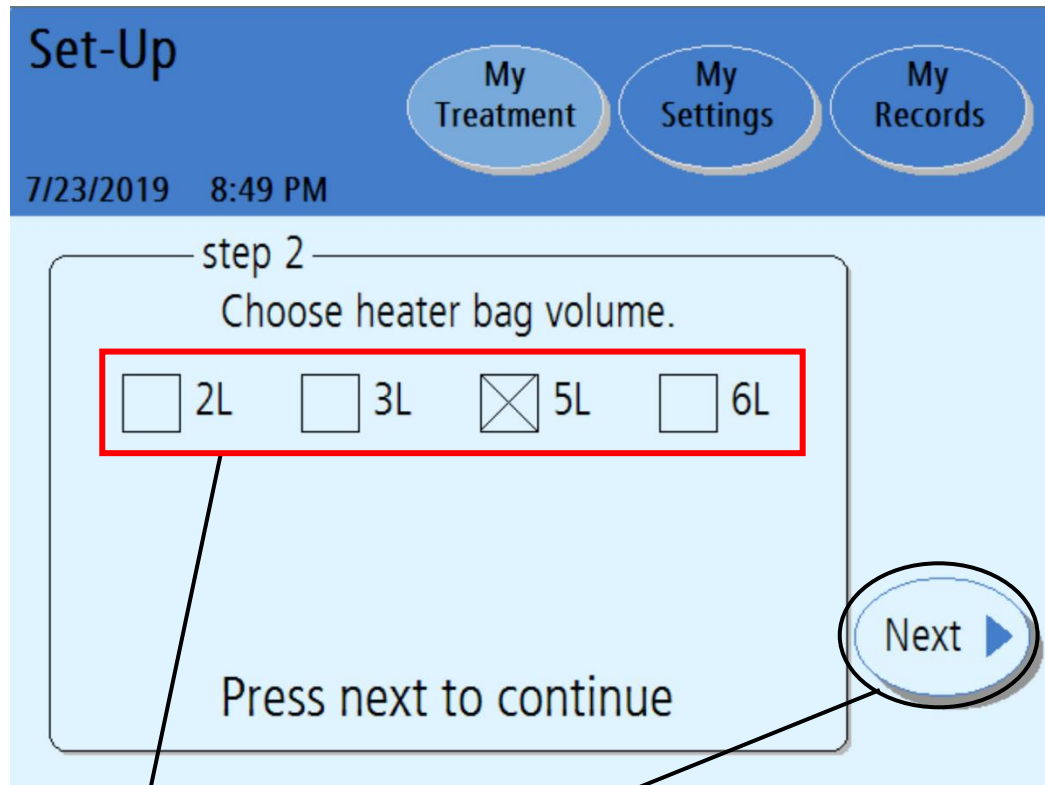 Set-Up
My Treatment
My Settings
My Records
7/23/2019 8:49 PM
step 2
Choose heater bag volume.
2L 3L 5L 6L
Next
Press next to continue